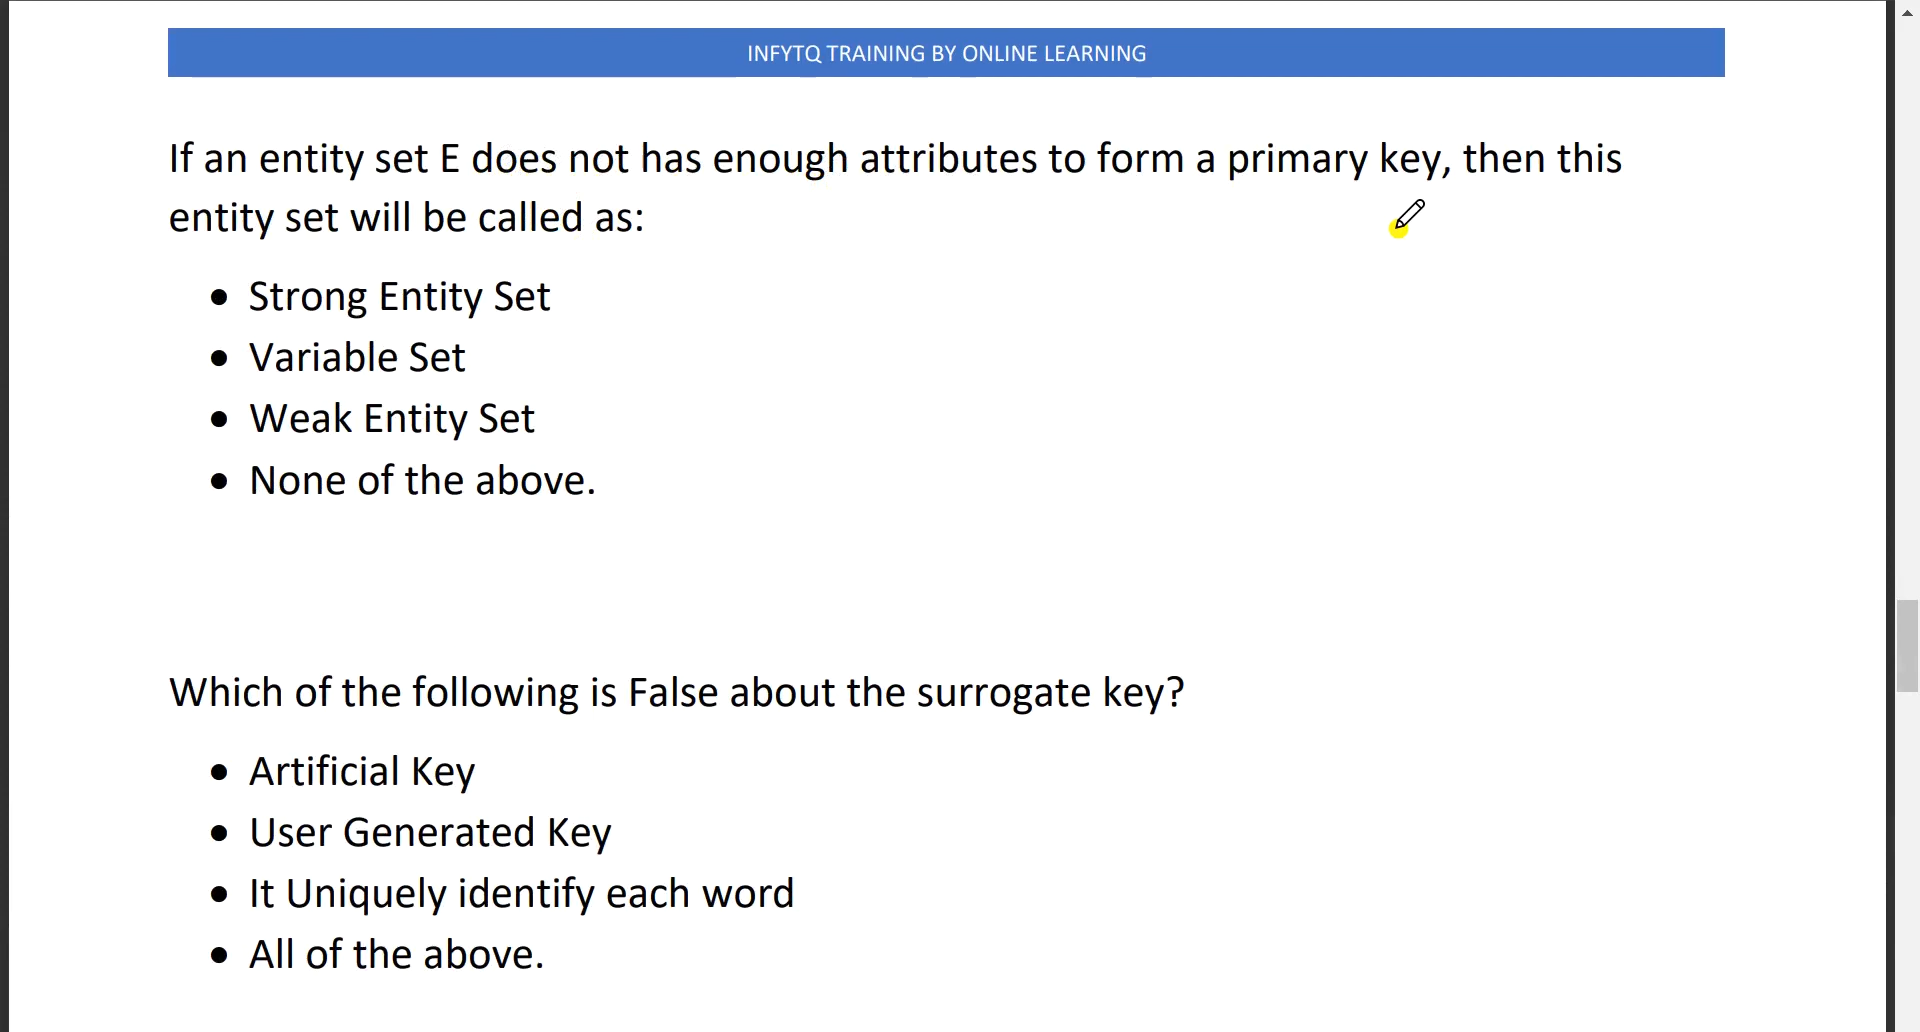 INFYTQ TRAINING BY ONLINE LEARNING
If an entity set E does not has enough attributes to form a primary key, then this
entity set will be called as:
• Strong Entity Set
• Variable Set
• Weak Entity Set
• None of the above.
Which of the following is False about the surrogate key?
• Artificial Key
• User Generated Key
• It Uniquely identify each word
• All of the above.